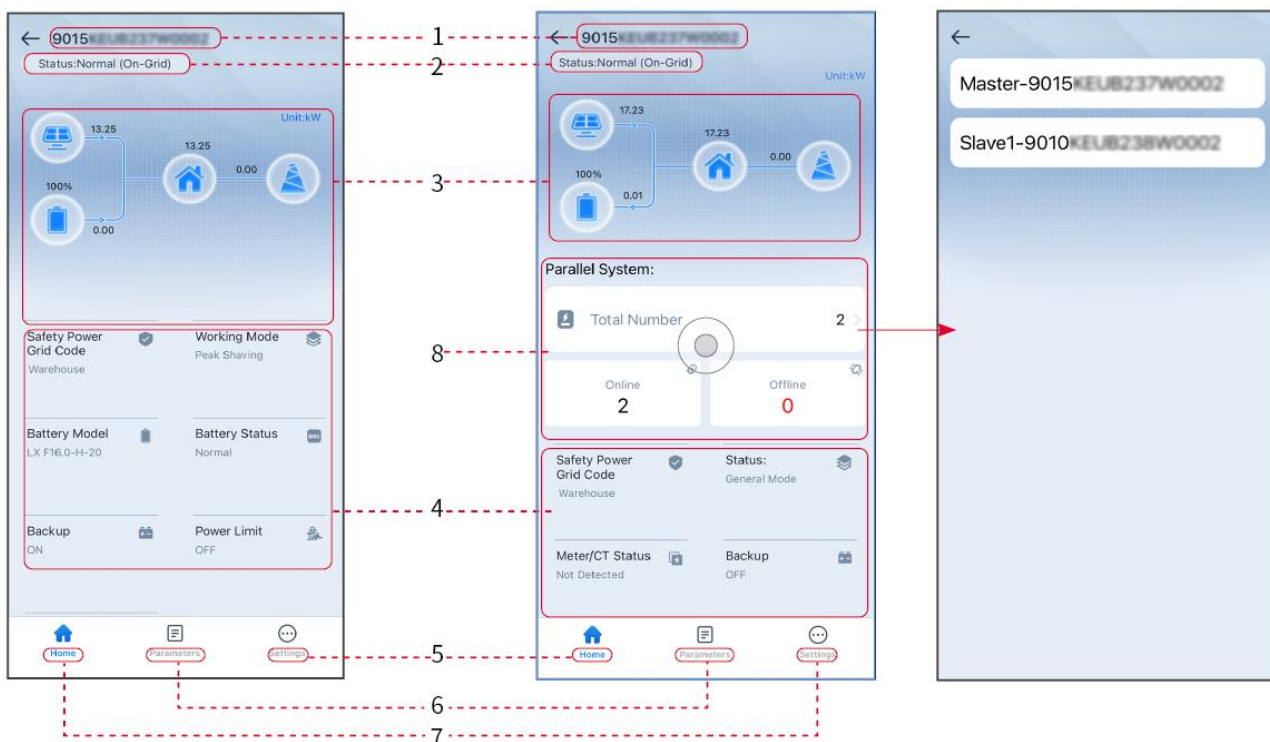 9015
Status:Normal (On-Grid)
Unit:kW
13.25
13.25
0.00
100%
0.00
Safety Power
Grid Code
Warehouse
Working Mode
Peak Shaving
Battery Model
LX F16.0-H-20
Battery Status
BMS
Normal
Backup
ON
Power Limit
OFF
Home
Parameters
Settings
1
2
3
8
4
5
6
7
9015
Status:Normal (On-Grid)
Unit:kW
17.23
17.23
0.00
100%
0.01
Parallel System:
Total Number
2
Online
2
Offline
0
Safety Power
Grid Code
Warehouse
Status:
General Mode
Meter/CT Status
Not Detected
Backup
OFF
Home
Parameters
Settings
Master-9015
Slave1-9010